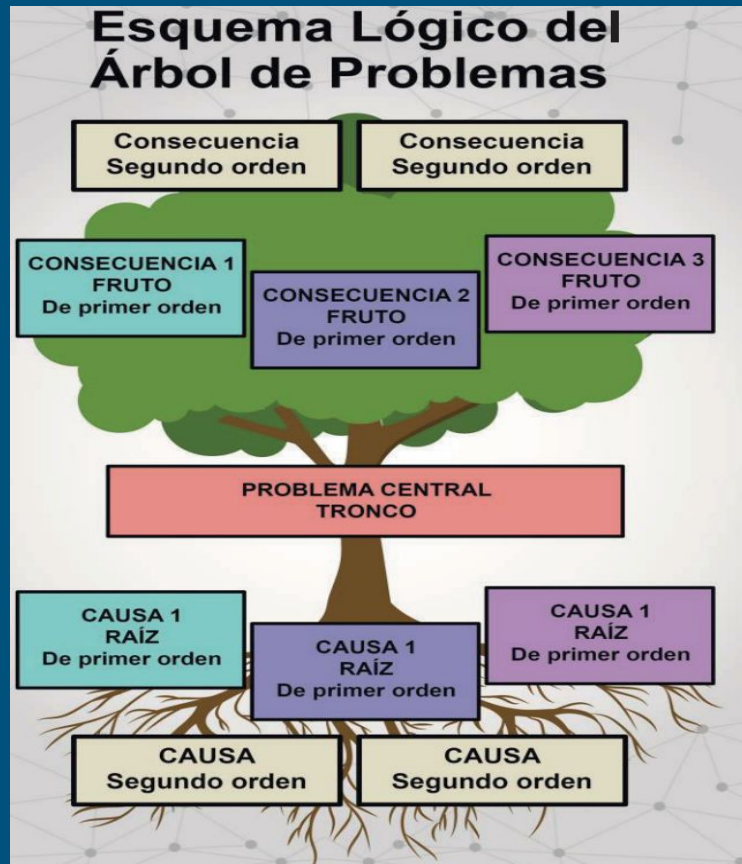 Esquema Lógico del
Árbol de Problemas
Consecuencia
Segundo orden
Consecuencia
Segundo orden
CONSECUENCIA 1
FRUTO
De primer orden
CONSECUENCIA 2
FRUTO
De primer orden
CONSECUENCIA 3
FRUTO
De primer orden
PROBLEMA CENTRAL
TRONCO
CAUSA 1
RAÍZ
De primer orden
CAUSA 1
RAÍZ
De primer orden
CAUSA 1
RAÍZ
De primer orden
CAUSA
Segundo orden
CAUSA
Segundo orden